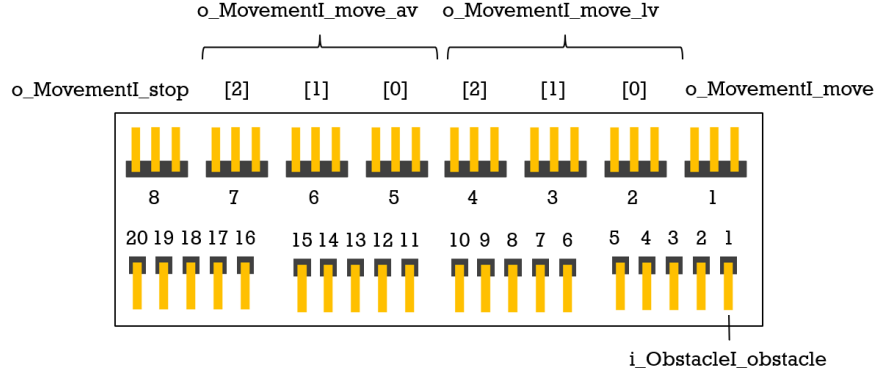 o_MovementI_move_av o_MovementI_move_lv
o_MovementI_stop [2] [1] [0] [2] [1] [0] o_MovementI_move
8 7 6 5 4 3 2 1
20 19 18 17 16 15 14 13 12 11 10 9 8 7 6 5 4 3 2 1
i_ObstacleI_obstacle